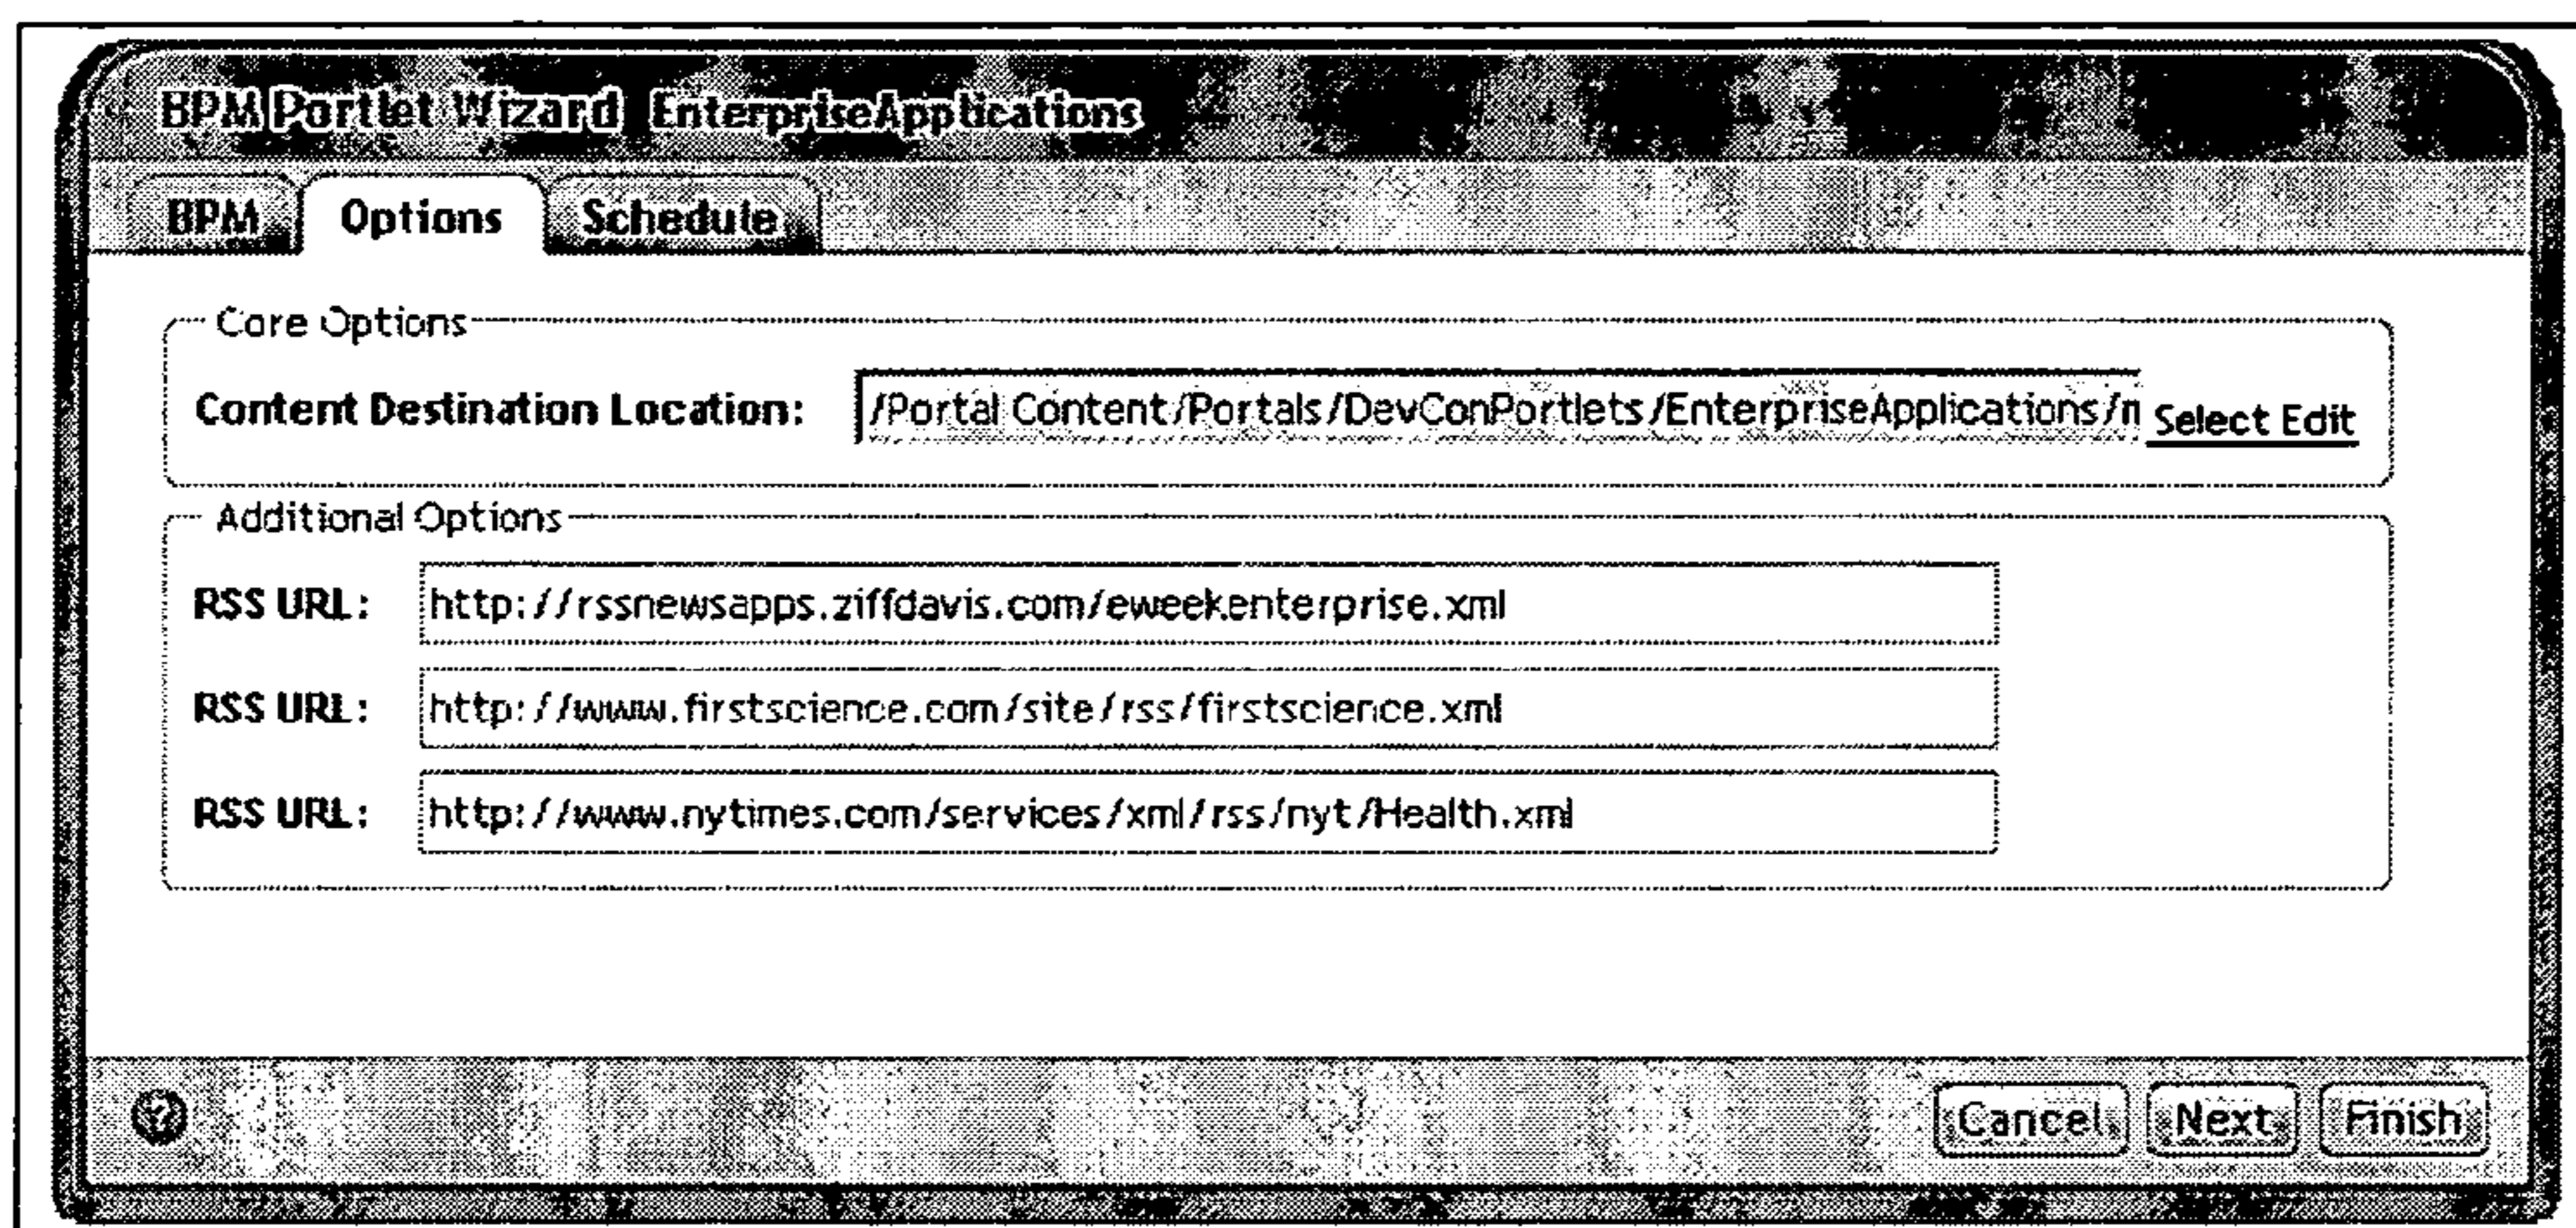 BPM Portlet Wizard EnterpriseApplications
BPM Options Schedule
Core Options
Content Destination Location: /Portal Content/Portals/DevConPortlets/EnterpriseApplications/n Select Edit
Additional Options
RSS URL: http://rssnewsapps.ziffdavis.com/eweekenterprise.xml
RSS URL: http://www.firstscience.com/site/rss/firstscience.xml
RSS URL: http://www.nytimes.com/services/xml/rss/nyt/Health.xml
? Cancel Next Finish